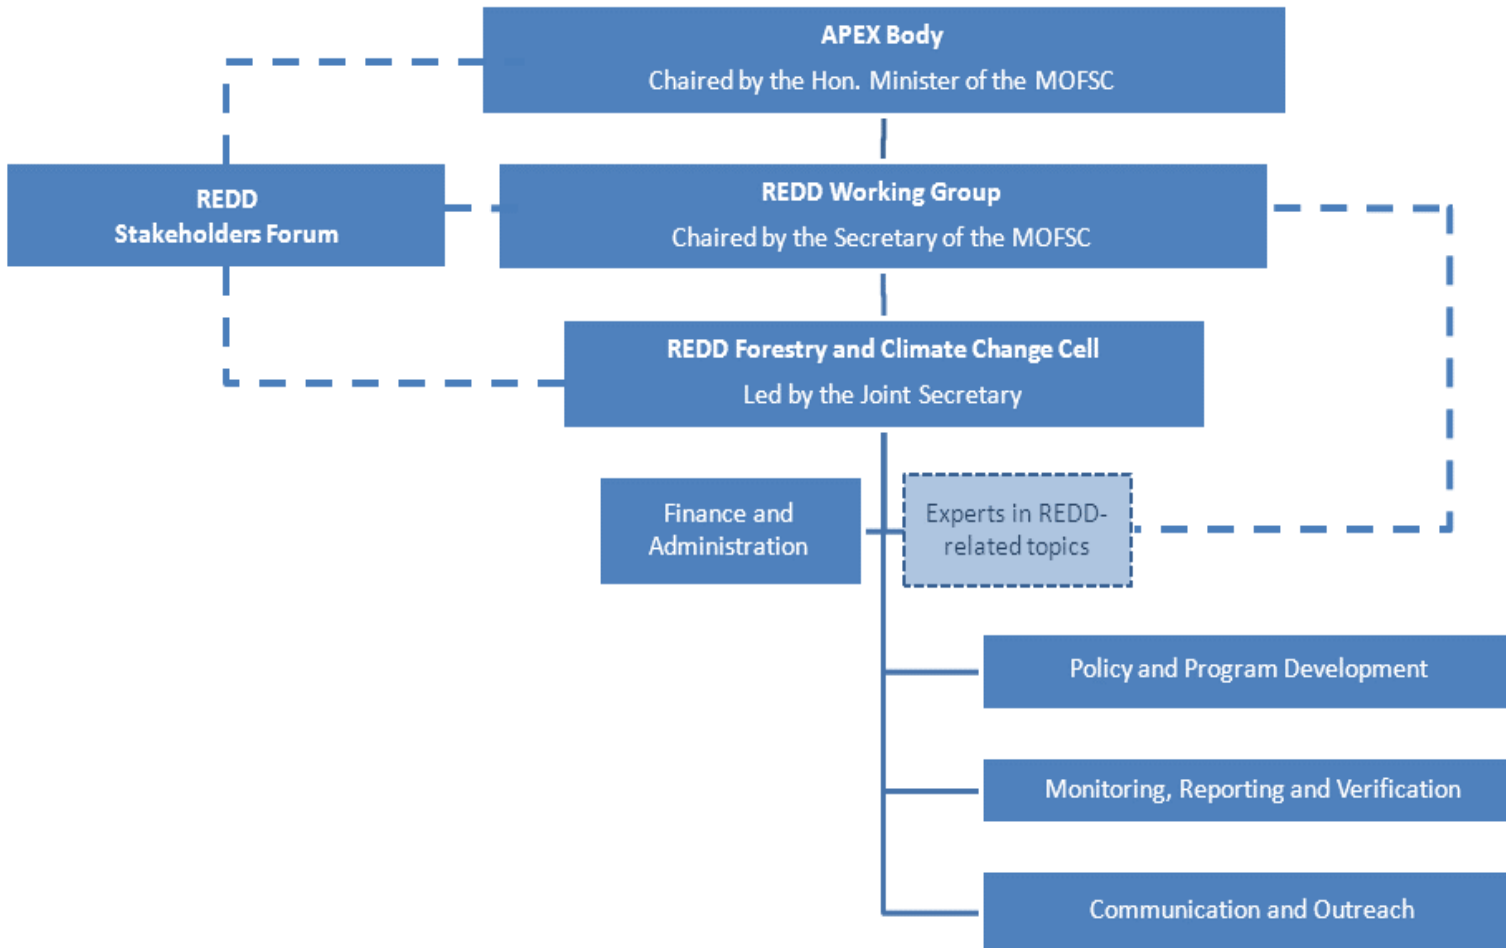 APEX Body
Chaired by the Hon. Minister of the MOFSC
REDD
Stakeholders Forum
REDD Working Group
Chaired by the Secretary of the MOFSC
REDD Forestry and Climate Change Cell
Led by the Joint Secretary
Finance and
Administration
Experts in REDD-
related topics
Policy and Program Development
Monitoring, Reporting and Verification
Communication and Outreach